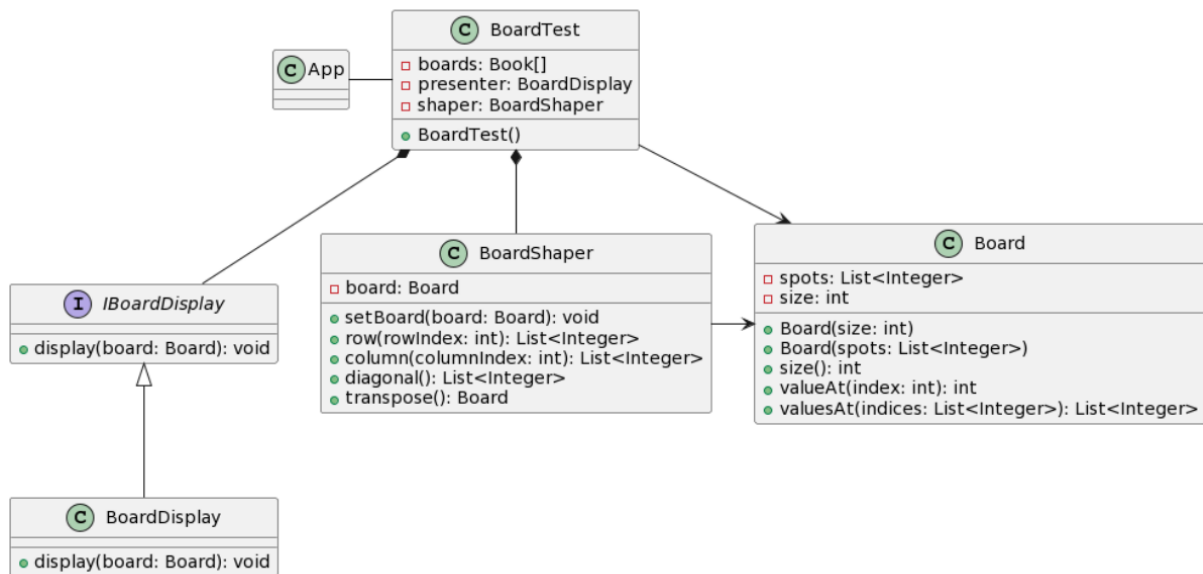 C BoardTest
boards: Book[]
presenter: BoardDisplay
shaper: BoardShaper
BoardTest()
C App
C BoardShaper
board: Board
setBoard(board: Board): void
row(rowIndex: int): List<Integer>
column(columnIndex: int): List<Integer>
diagonal(): List<Integer>
transpose(): Board
C Board
spots: List<Integer>
size: int
Board(size: int)
Board(spots: List<Integer>)
size(): int
valueAt(index: int): int
valuesAt(indices: List<Integer>): List<Integer>
I IBoardDisplay
display(board: Board): void
C BoardDisplay
display(board: Board): void